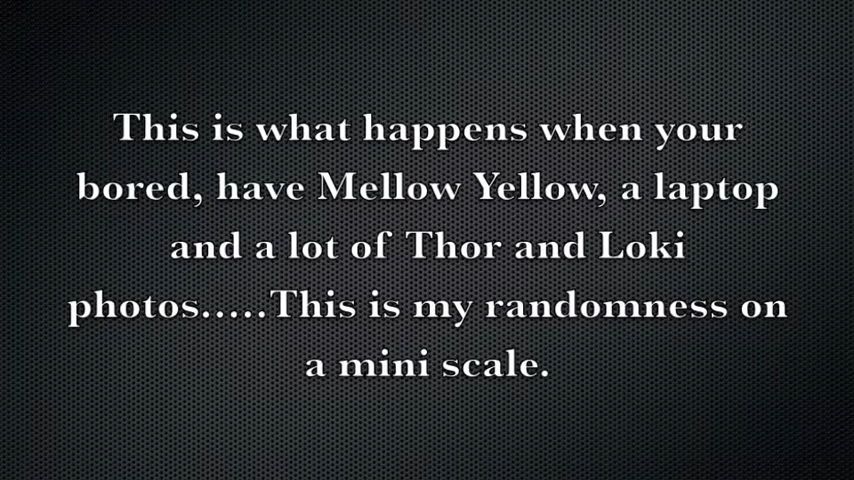 This is what happens when your
bored, have Mellow Yellow, a laptop
and a lot of Thor and Loki
photos.....This is my randomness on
a mini scale.